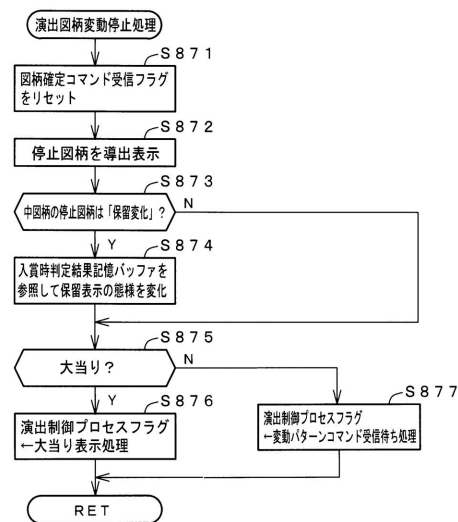 演出図柄変動停止処理
S871
図柄確定コマンド受信フラグ
をリセット
S872
停止図柄を導出表示
S873
中図柄の停止図柄は「保留変化」?
N
Y
S874
入賞時判定結果記憶バッファを
参照して保留表示の態様を変化
S875
大当り?
N
Y
S876
演出制御プロセスフラグ
←大当り表示処理
S877
演出制御プロセスフラグ
←変動パターンコマンド受信待ち処理
RET